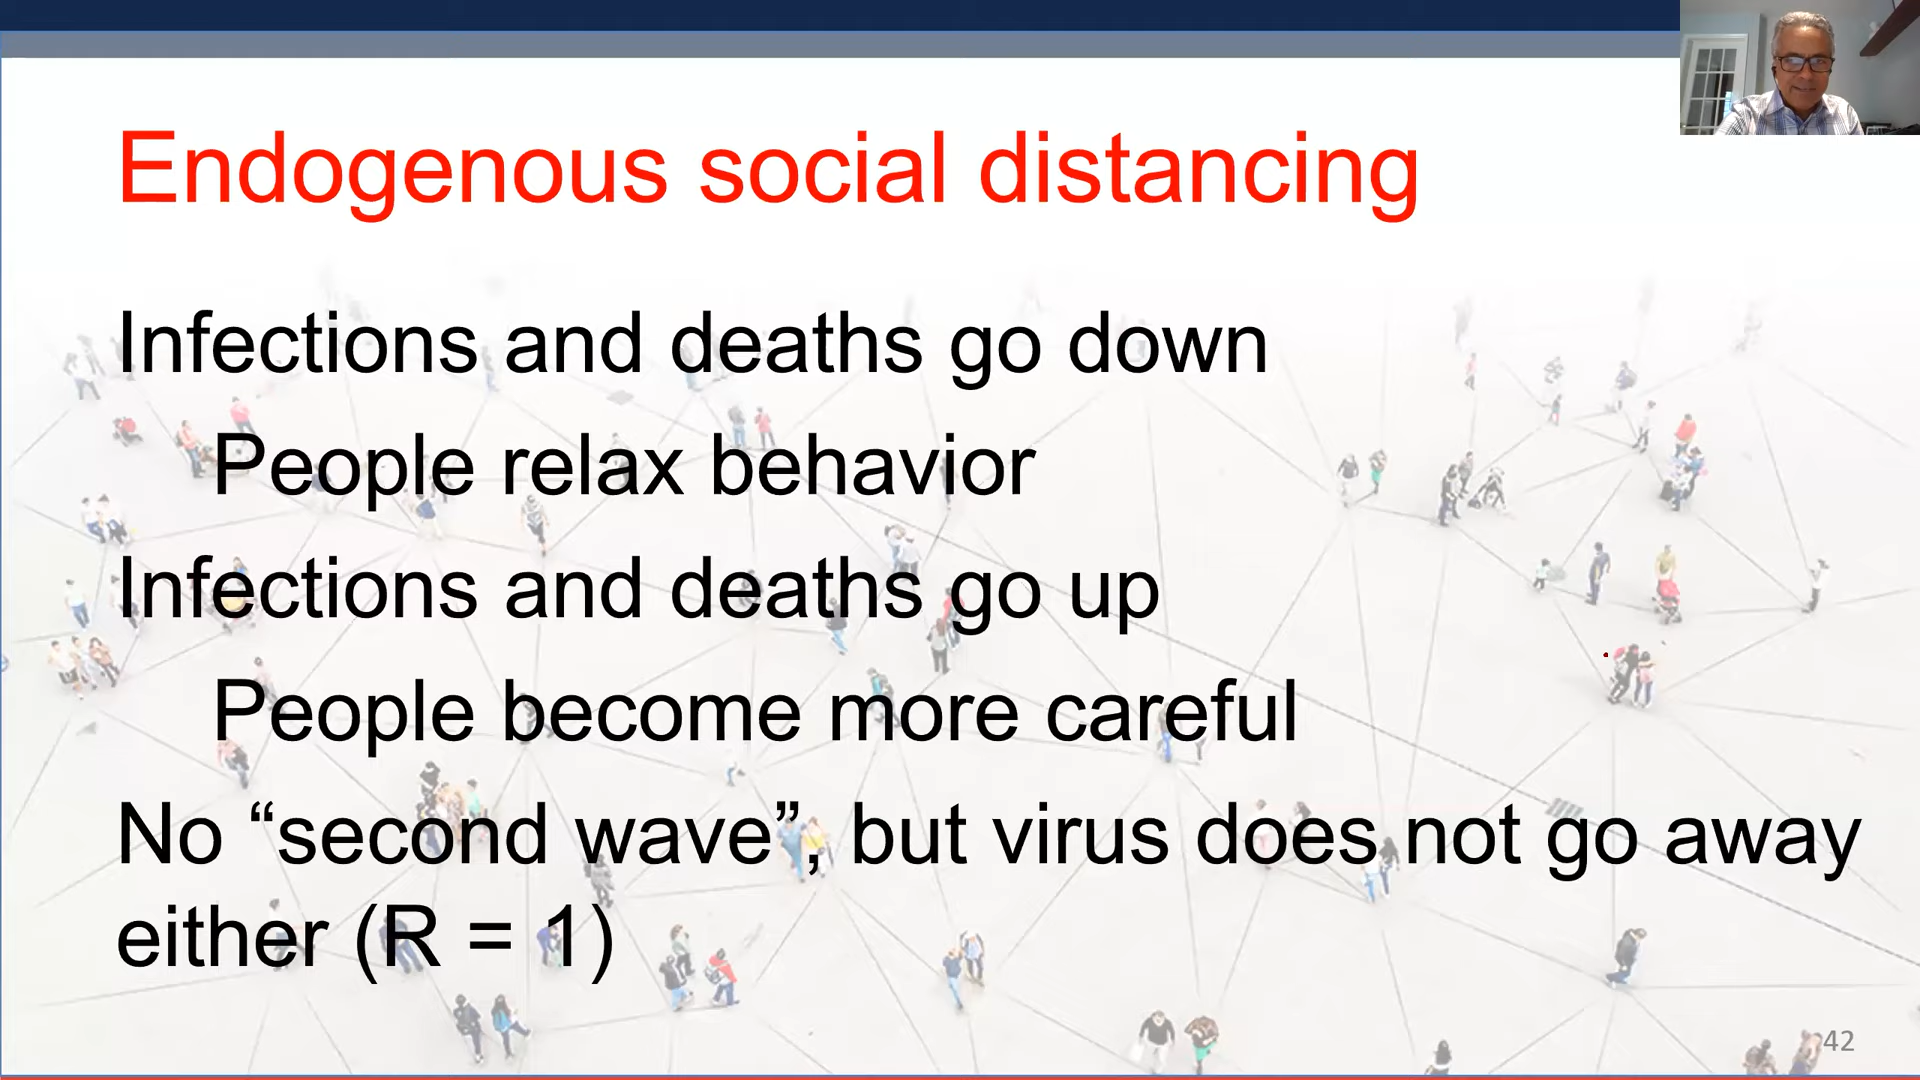 Endogenous social distancing
Infections and deaths go down
People relax behavior
Infections and deaths go up
People become more careful
No “second wave”, but virus does not go away
either (R = 1)
42